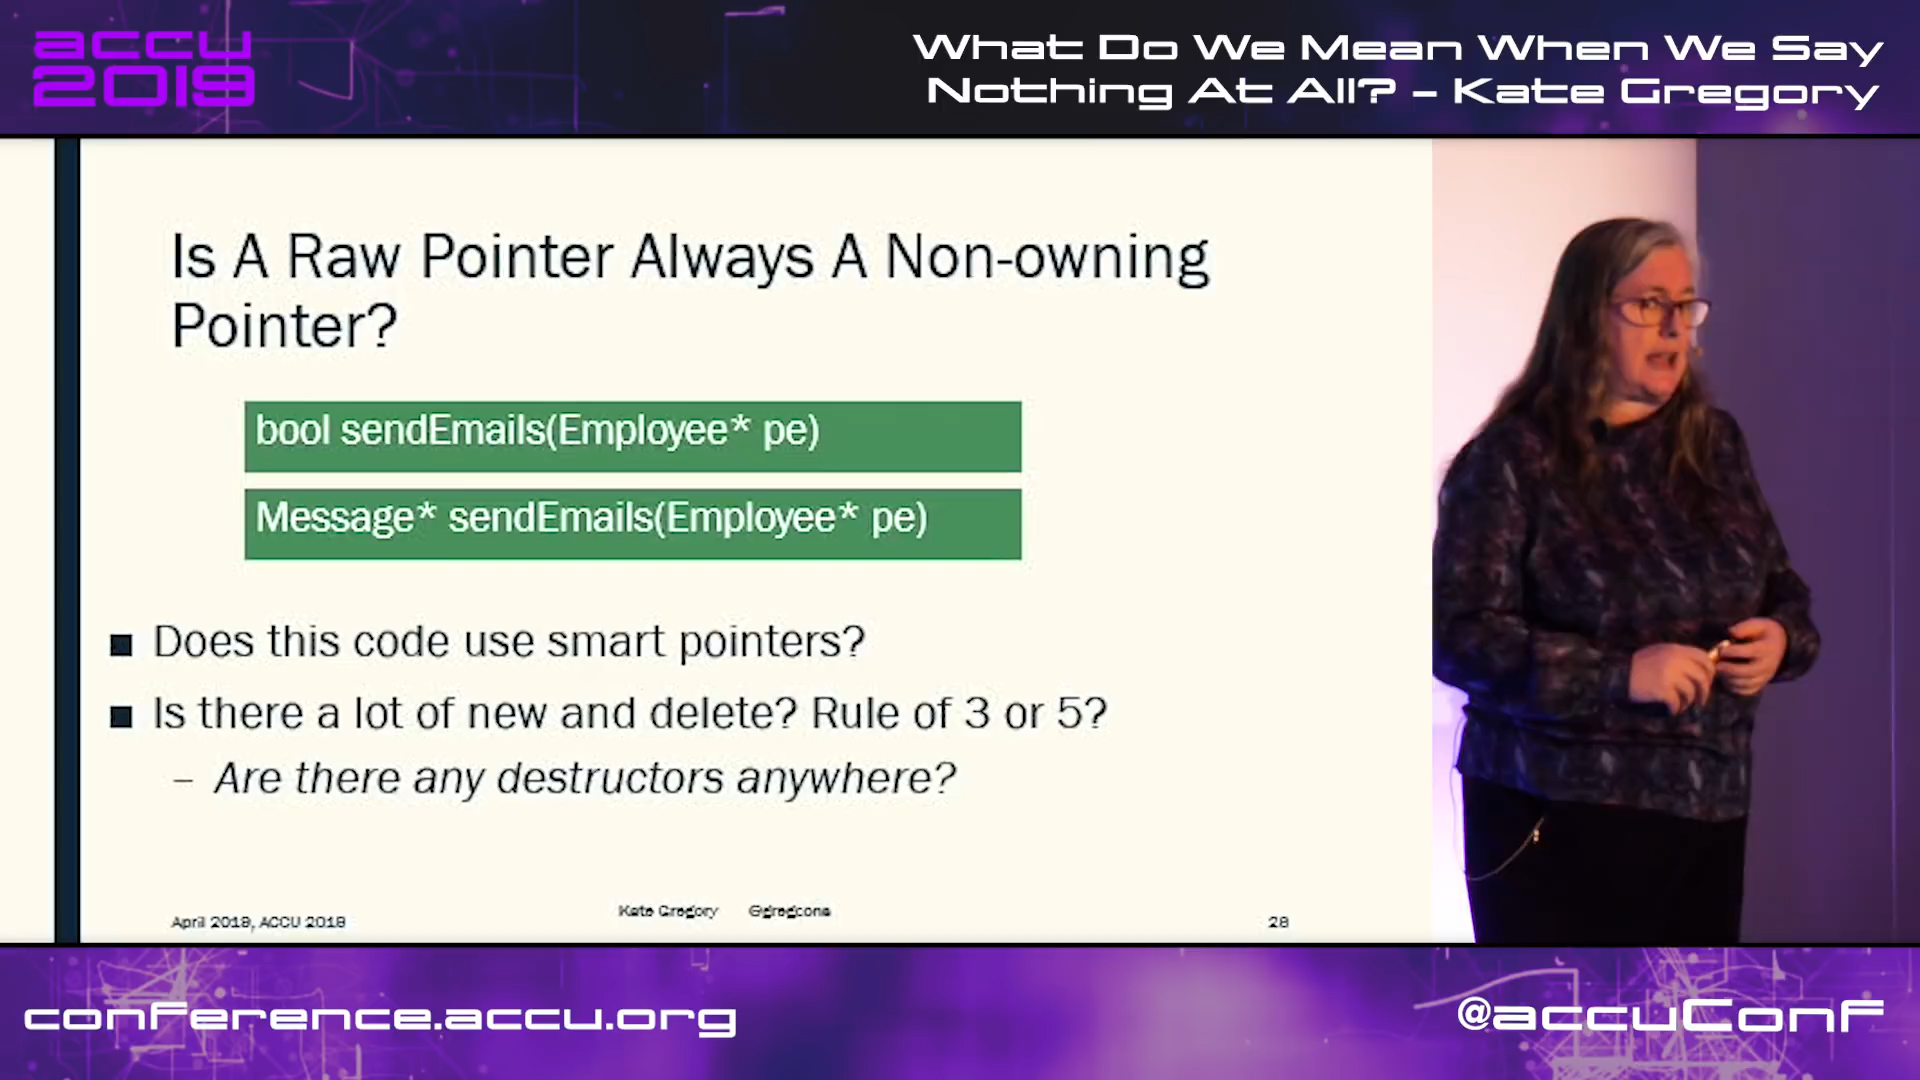 accu
2019
What Do We Mean When We Say
Nothing At All? – Kate Gregory
Is A Raw Pointer Always A Non-owning
Pointer?
bool sendEmails(Employee* pe)
Message* sendEmails(Employee* pe)
■ Does this code use smart pointers?
■ Is there a lot of new and delete? Rule of 3 or 5?
– Are there any destructors anywhere?
April 2019, ACCU 2019
Kate Gregory @gregcons
28
conference.accu.org
@accuConf